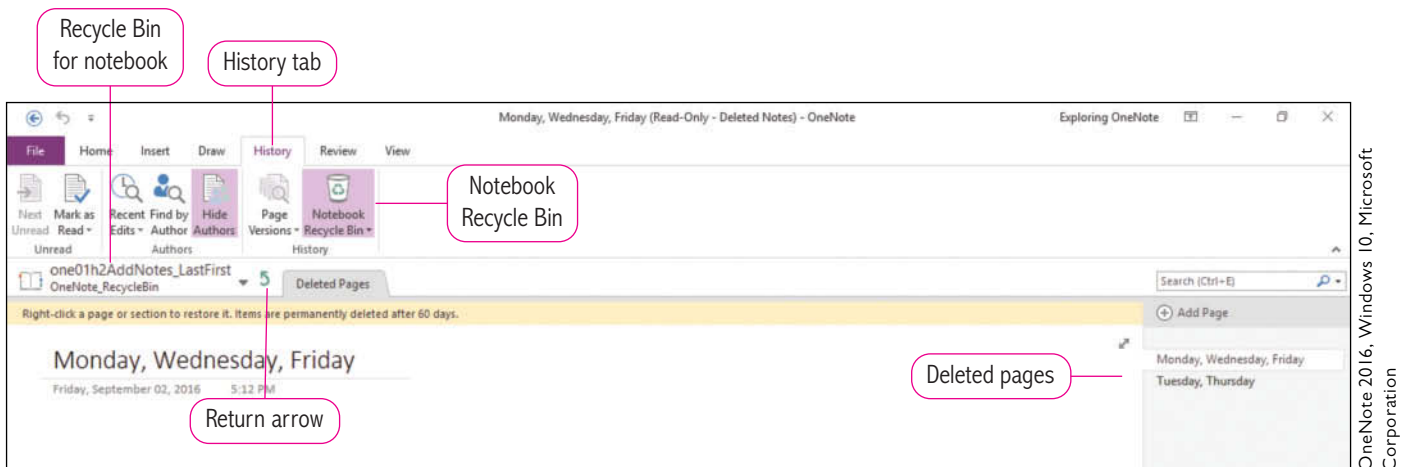 Recycle Bin
for notebook
History tab
Monday, Wednesday, Friday (Read-Only - Deleted Notes) - OneNote
Exploring OneNote
File Home Insert Draw History Review View
Next Unread
Mark as Read
Recent Edits
Find by Author
Hide Authors
Page Versions
Notebook Recycle Bin
Unread Authors History
Notebook
Recycle Bin
one01h2AddNotes_LastFirst
OneNote_RecycleBin
5
Deleted Pages
Search (Ctrl+E)
Right-click a page or section to restore it. Items are permanently deleted after 60 days.
Add Page
Monday, Wednesday, Friday
Friday, September 02, 2016 5:12 PM
Return arrow
Deleted pages
Monday, Wednesday, Friday
Tuesday, Thursday
OneNote 2016, Windows 10, Microsoft
Corporation